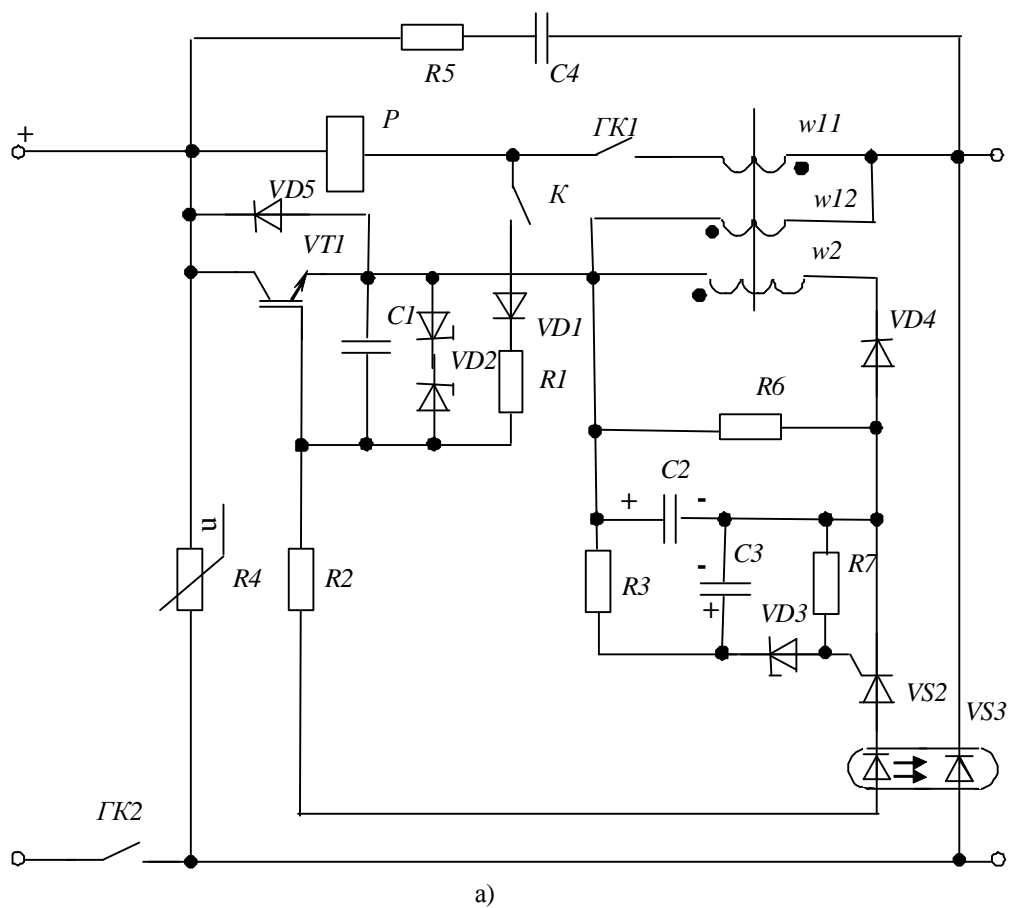 R5
C4
+
P
ГК1
w11
VD5
К
w12
VT1
w2
C1
VD1
VD4
VD2
R1
R6
C2
+
-
u
R4
R2
R3
-
C3
+
R7
VD3
VS2
VS3
ГК2
а)